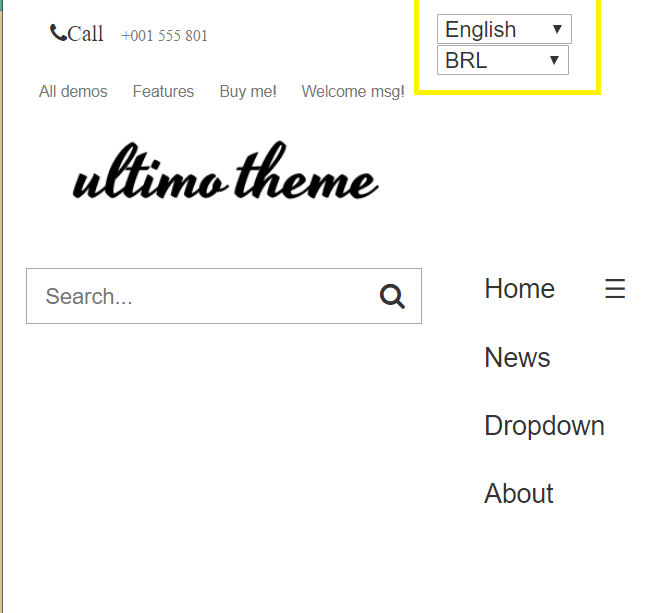 Call +001 555 801
English
BRL
All demos Features Buy me! Welcome msg!
ultimo theme
Search...
Home
News
Dropdown
About